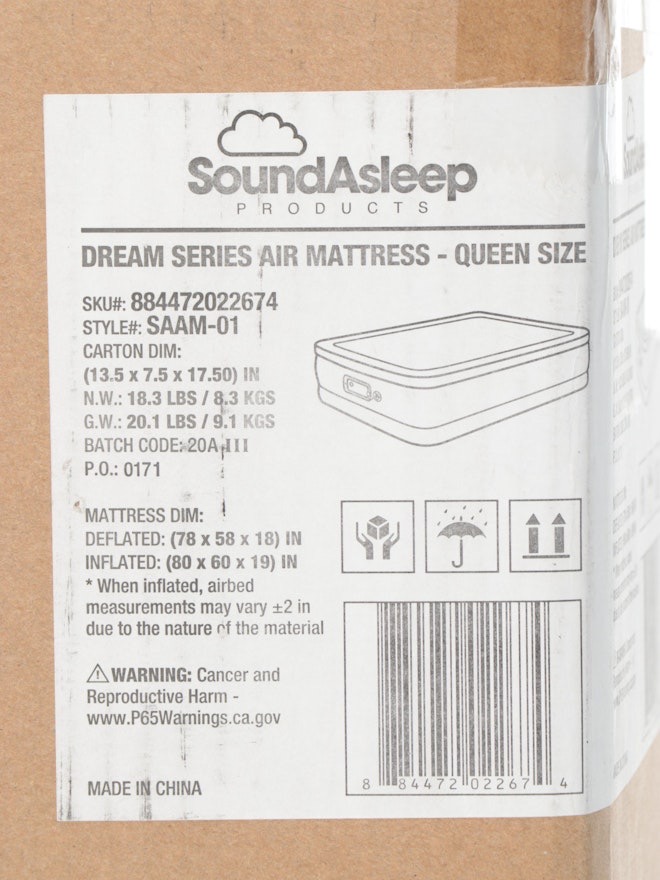 SoundAsleep
PRODUCTS
DREAM SERIES AIR MATTRESS - QUEEN SIZE
SKU#: 884472022674
STYLE#: SAAM-01
CARTON DIM:
(13.5 x 7.5 x 17.50) IN
N.W.: 18.3 LBS / 8.3 KGS
G.W.: 20.1 LBS / 9.1 KGS
BATCH CODE: 20A III
P.O.: 0171
MATTRESS DIM:
DEFLATED: (78 x 58 x 18) IN
INFLATED: (80 x 60 x 19) IN
* When inflated, airbed
measurements may vary ±2 in
due to the nature of the material
⚠WARNING: Cancer and
Reproductive Harm -
www.P65Warnings.ca.gov
MADE IN CHINA
8 84472 02267 4